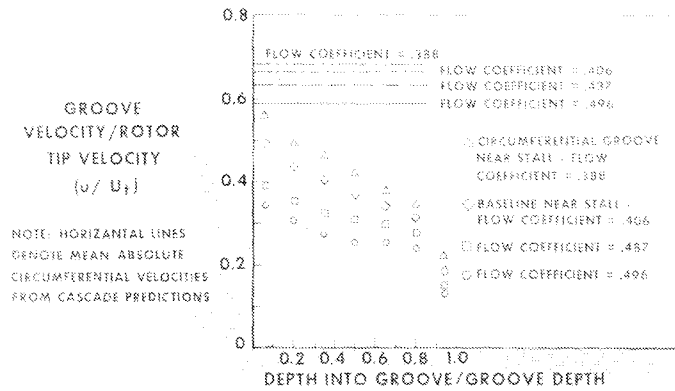 0.8
FLOW COEFFICIENT = .388
FLOW COEFFICIENT = .406
FLOW COEFFICIENT = .437
FLOW COEFFICIENT = .496
0.6
GROOVE
VELOCITY/ROTOR
TIP VELOCITY
(u/ Ut)
CIRCUMFERENTIAL GROOVE
NEAR STALL - FLOW
COEFFICIENT = .388
0.4
BASELINE NEAR STALL -
FLOW COEFFICIENT = .406
NOTE: HORIZANTAL LINES
DENOTE MEAN ABSOLUTE
CIRCUMFERENTIAL VELOCITIES
FROM CASCADE PREDICTIONS
FLOW COEFFICIENT = .437
0.2
FLOW COEFFICIENT = .496
0
0.2 0.4 0.6 0.8 1.0
DEPTH INTO GROOVE/GROOVE DEPTH